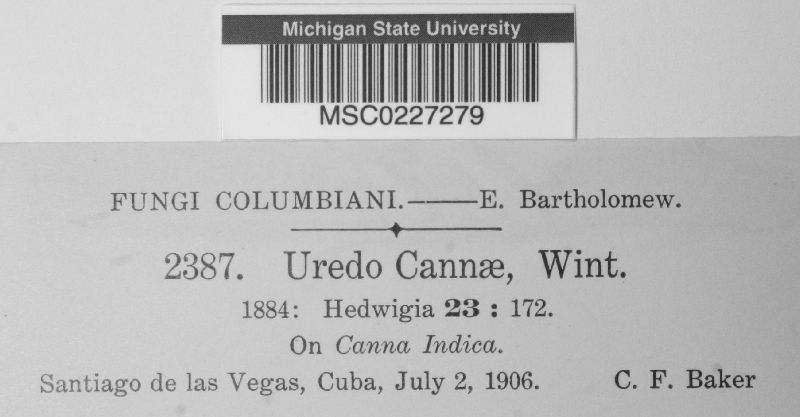 Michigan State University
MSC0227279
FUNGI COLUMBIANI.——E. Bartholomew.
2387. Uredo Cannæ, Wint.
1884: Hedwigia 23 : 172.
On Canna Indica.
Santiago de las Vegas, Cuba, July 2, 1906. C. F. Baker